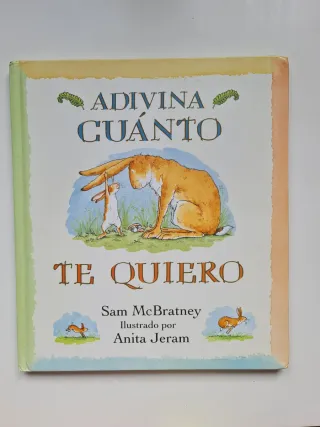 ADIVINA
CUÁNTO
TE QUIERO
Sam McBratney
Ilustrado por
Anita Jeram